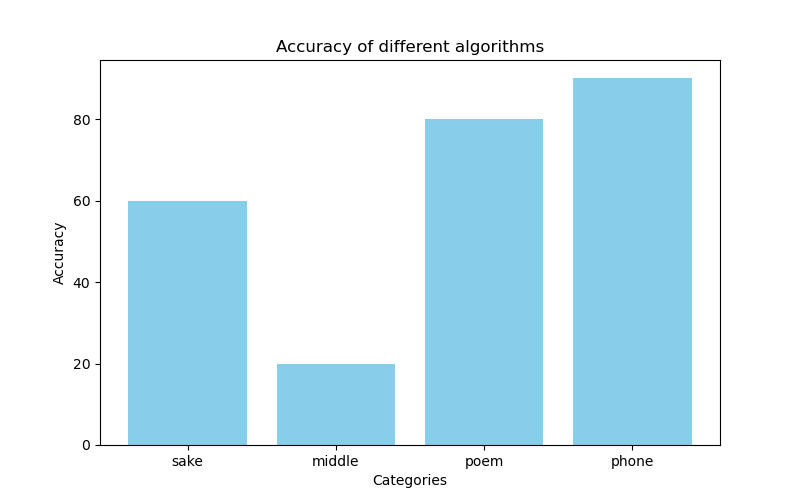 Accuracy of different algorithms
Accuracy
80
60
40
20
0
sake middle poem phone
Categories